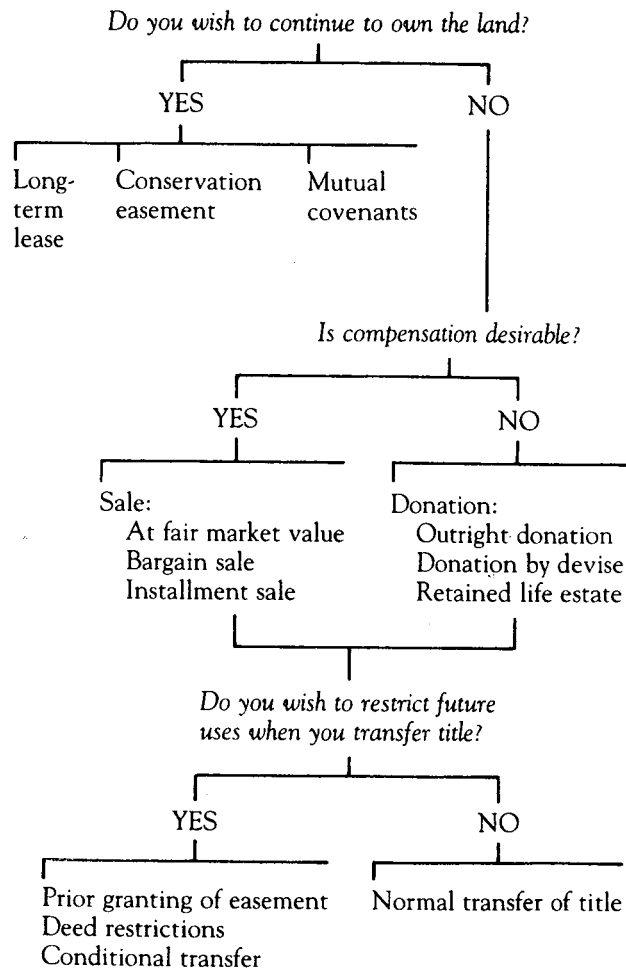 Do you wish to continue to own the land?
YES
NO
Long-
term
lease
Conservation
easement
Mutual
covenants
Is compensation desirable?
YES
NO
Sale:
At fair market value
Bargain sale
Installment sale
Donation:
Outright donation
Donation by devise
Retained life estate
Do you wish to restrict future
uses when you transfer title?
YES
NO
Prior granting of easement
Deed restrictions
Conditional transfer
Normal transfer of title